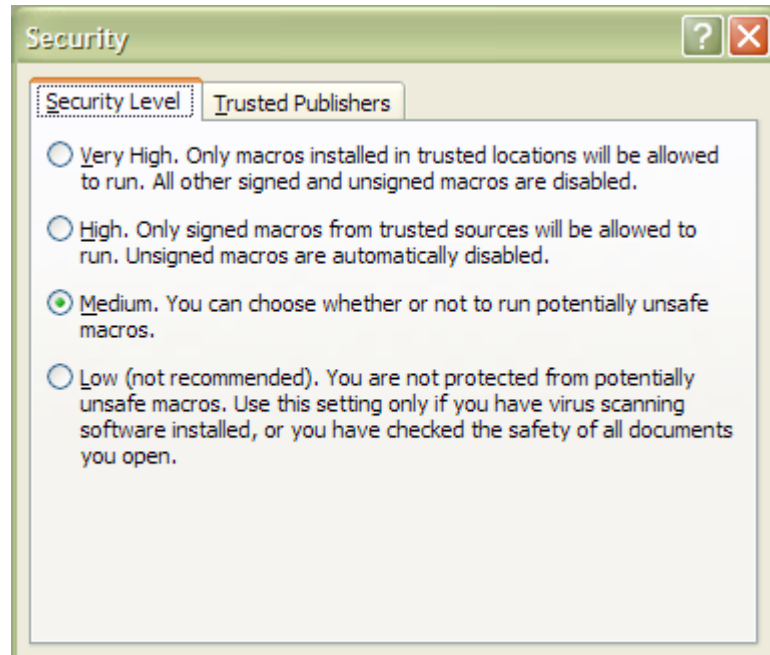 Security
Security Level
Trusted Publishers
Very High. Only macros installed in trusted locations will be allowed
to run. All other signed and unsigned macros are disabled.
High. Only signed macros from trusted sources will be allowed to
run. Unsigned macros are automatically disabled.
Medium. You can choose whether or not to run potentially unsafe
macros.
Low (not recommended). You are not protected from potentially
unsafe macros. Use this setting only if you have virus scanning
software installed, or you have checked the safety of all documents
you open.